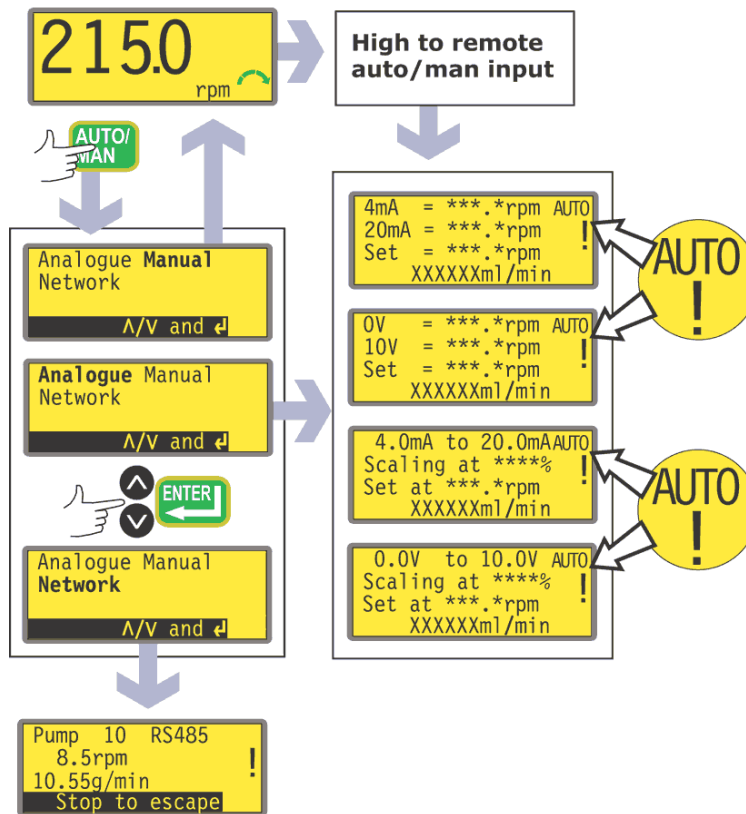 215.0
rpm
High to remote
auto/man input
AUTO/
MAN
Analogue Manual
Network
∧/∨ and ↲
Analogue Manual
Network
∧/∨ and ↲
ENTER
Analogue Manual
Network
∧/∨ and ↲
Pump 10 RS485
8.5rpm
!
10.55g/min
Stop to escape
4mA = ***.*rpm AUTO
20mA = ***.*rpm !
Set = ***.*rpm
XXXXXXml/min
0V = ***.*rpm AUTO
10V = ***.*rpm !
Set = ***.*rpm
XXXXXXml/min
AUTO
!
4.0mA to 20.0mAAUTO
Scaling at ****% !
Set at ***.*rpm
XXXXXXml/min
0.0V to 10.0V AUTO
Scaling at ****% !
Set at ***.*rpm
XXXXXXml/min
AUTO
!